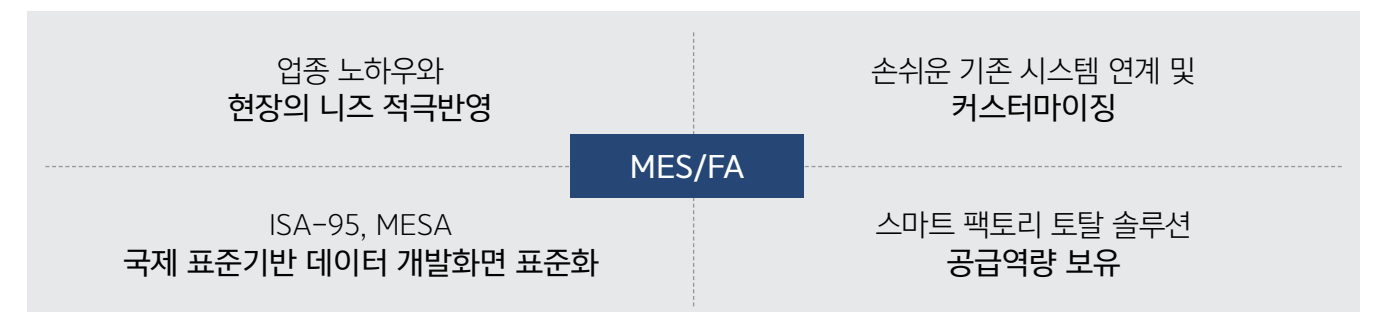 업종 노하우와
현장의 니즈 적극반영
손쉬운 기존 시스템 연계 및
커스터마이징
MES/FA
ISA-95, MESA
국제 표준기반 데이터 개발화면 표준화
스마트 팩토리 토탈 솔루션
공급역량 보유